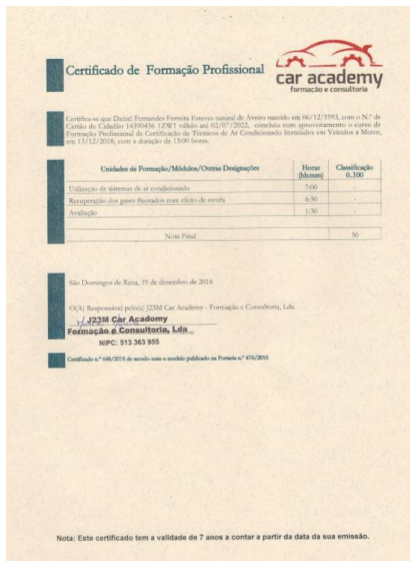 Certificado de Formação Profissional
car academy
formação e consultoria
Certifica-se que Daniel Fernandes Ferreira Esteves natural de Aveiro nascido em 06/12/1993, com o N.º de
Cartão de Cidadão 14390436 1ZW1 válido até 02/07/2022, concluiu com aproveitamento o curso de
Formação Profissional de Certificação de Técnicos de Ar Condicionado Instalados em Veículos a Motor,
em 13/12/2018, com a duração de 15:00 horas.
Unidades de Formação/Módulos/Outras Designações Horas (hh:mm) Classificação 0..100
Utilização de sistemas de ar condicionado 7:00 -
Recuperação dos gases fluorados com efeito de estufa 6:30 -
Avaliação 1:30
Nota Final 50
São Domingos de Rana, 19 de dezembro de 2018
O(A) Responsável pelo(a) J23M Car Academy - Formação e Consultoria, Lda.
J23M Car Academy
Formação e Consultoria, Lda
NIPC: 513 363 955
Certificado n.º 648/2018 de acordo com o modelo publicado na Portaria n.º 474/2010
Nota: Este certificado tem a validade de 7 anos a contar a partir da data da sua emissão.